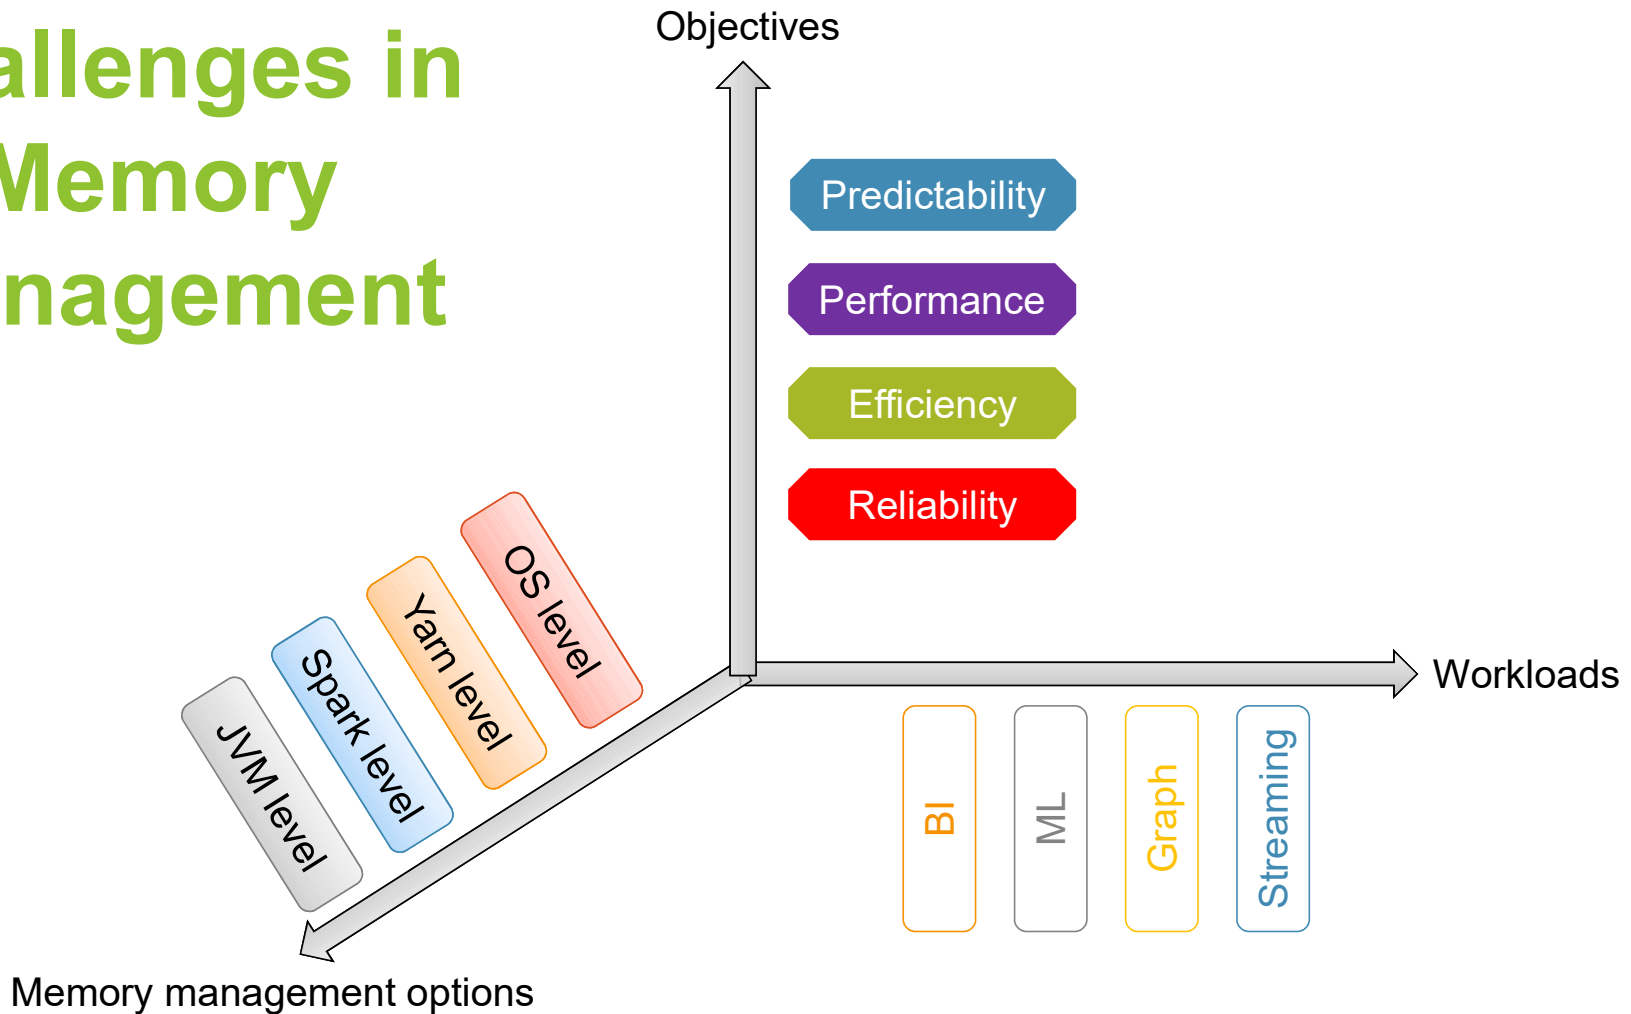 allenges in
Memory
nagement
Objectives
Predictability
Performance
Efficiency
Reliability
OS level
Yarn level
Spark level
JVM level
Workloads
BI
ML
Graph
Streaming
Memory management options